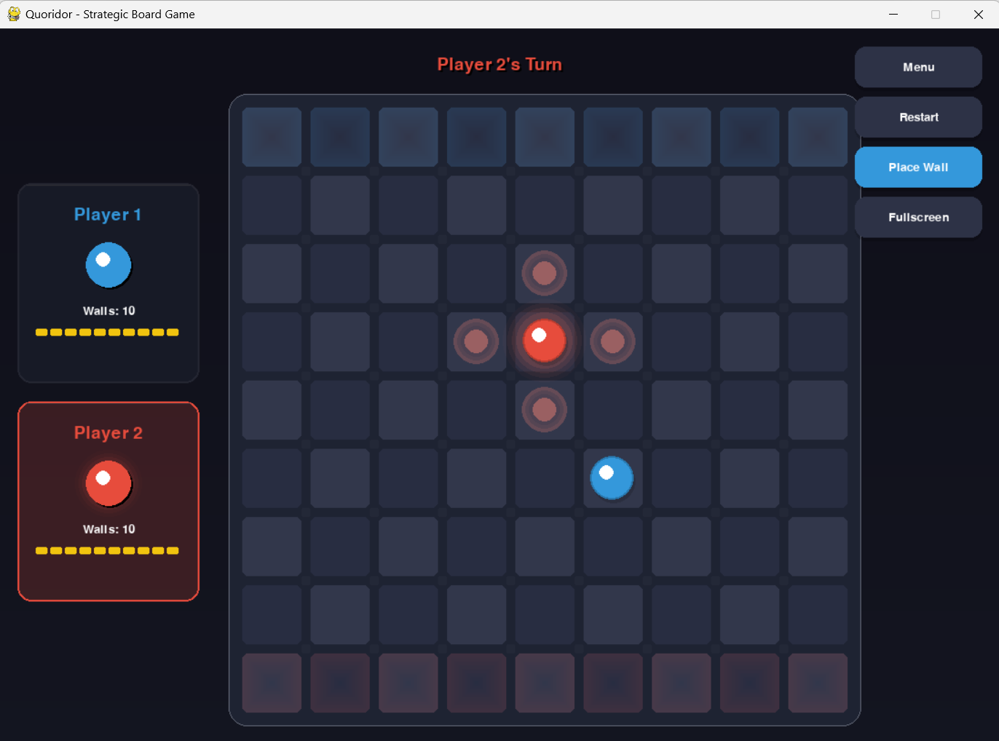 Quoridor - Strategic Board Game
Player 2's Turn
Menu
Restart
Place Wall
Fullscreen
Player 1
Walls: 10
Player 2
Walls: 10